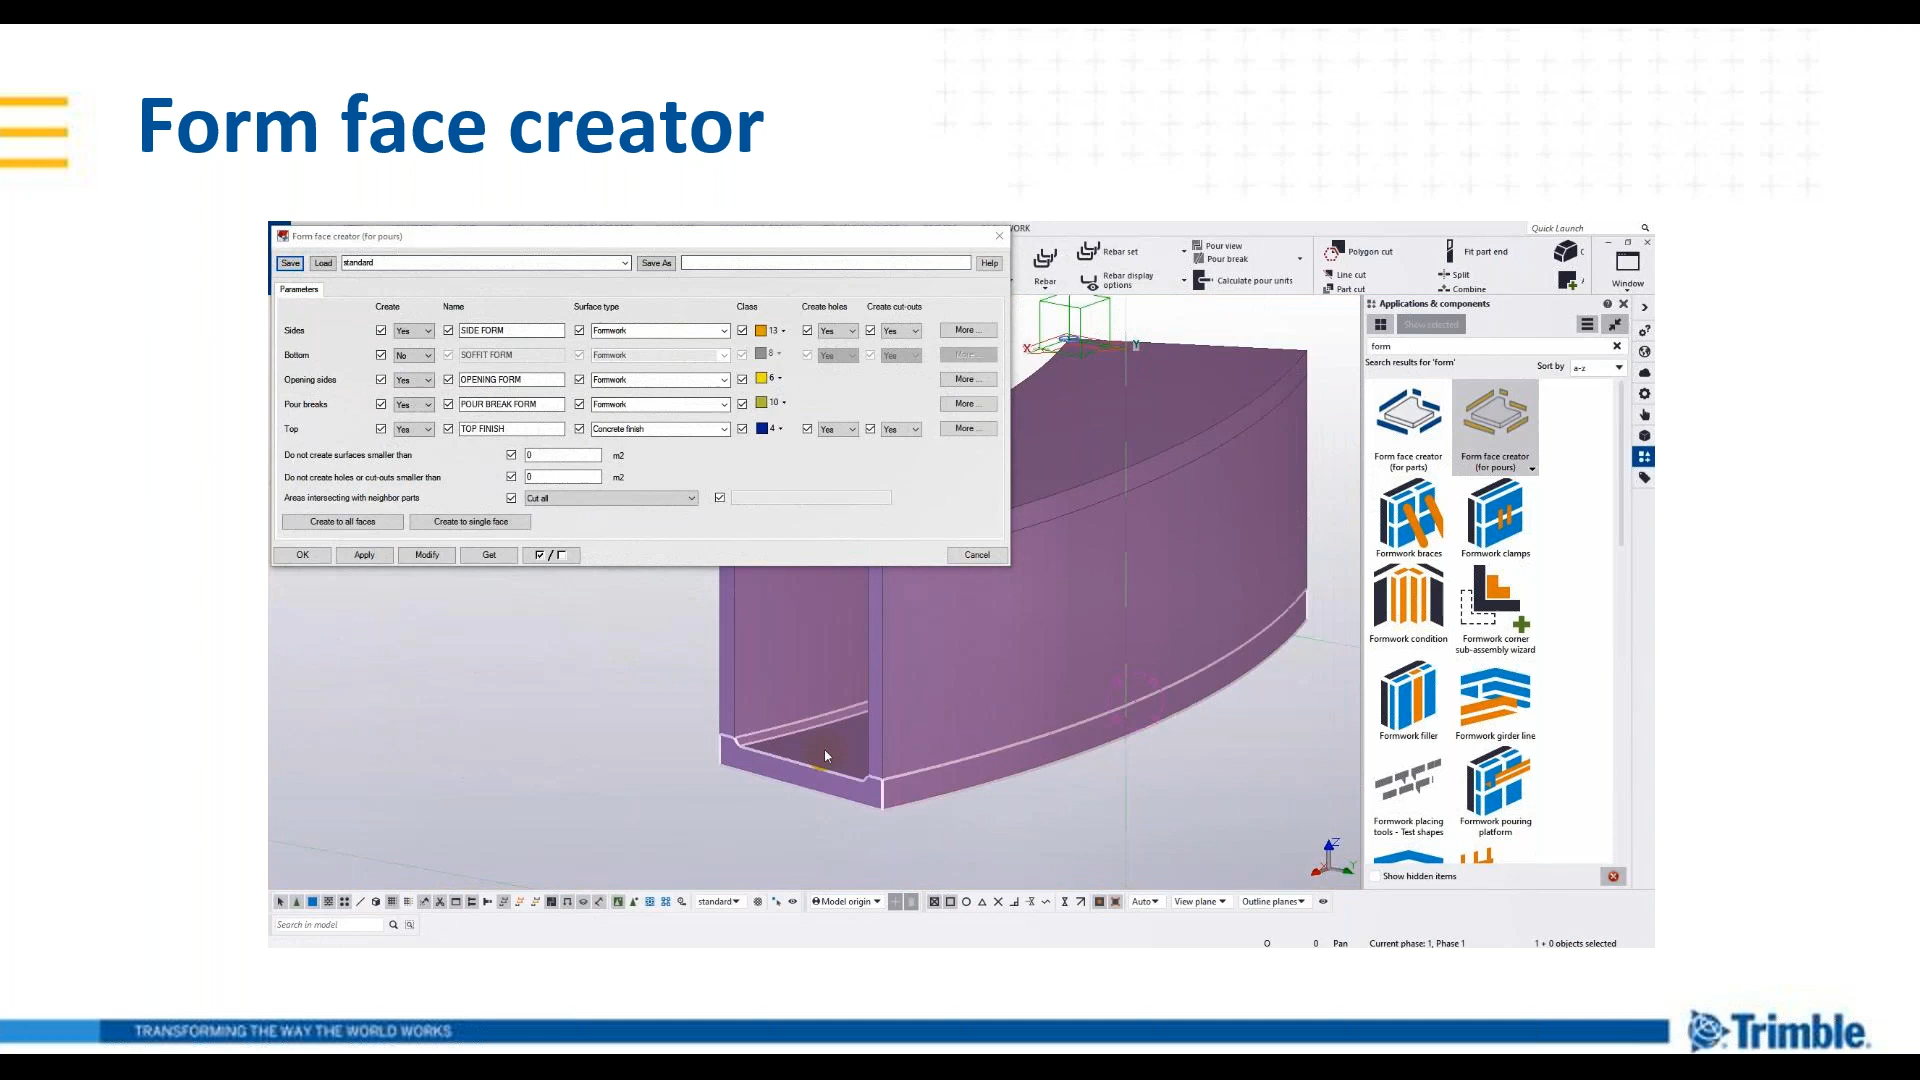 Form face creator
Form face creator (for pours)
Save Load standard Save As Help
Parameters
Create Name Surface type Class Create holes Create cut-outs
Sides Yes SIDE FORM Formwork 13 Yes Yes More...
Bottom No SOFFIT FORM Formwork 8 Yes Yes More...
Opening sides Yes OPENING FORM Formwork 6 More...
Pour breaks Yes POUR BREAK FORM Formwork 10 More...
Top Yes TOP FINISH Concrete finish 4 Yes Yes More...
Do not create surfaces smaller than 0 m2
Do not create holes or cut-outs smaller than 0 m2
Areas intersecting with neighbor parts Cut all
Create to all faces Create to single face
OK Apply Modify Get / Cancel
WORK
Quick Launch
Rebar
Rebar set
Rebar display
options
Pour view
Pour break
Calculate pour units
Polygon cut
Line cut
Part cut
Fit part end
Split
Combine
Window
X Y
Applications & components
Show selected
form
Search results for 'form' Sort by a-z
Form face creator
(for parts)
Form face creator
(for pours)
Formwork braces
Formwork clamps
Formwork condition
Formwork corner
sub-assembly wizard
Formwork filler
Formwork girder line
Formwork placing
tools - Test shapes
Formwork pouring
platform
Show hidden items
Z
X Y
standard Model origin Auto View plane Outline planes
Search in model
O 0 Pan Current phase: 1, Phase 1 1 + 0 objects selected
TRANSFORMING THE WAY THE WORLD WORKS
Trimble